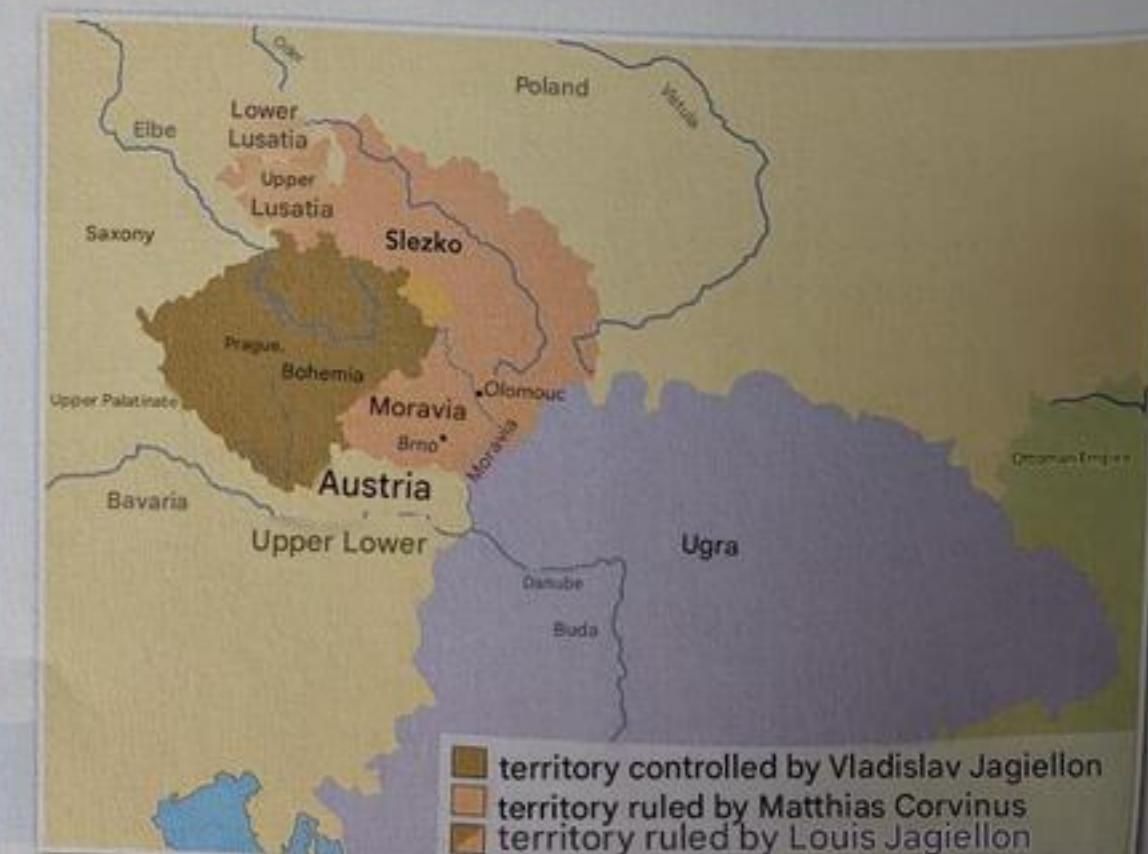 Oder
Poland
Vistula
Lower
Lusatia
Elbe
Upper
Lusatia
Saxony
Slezko
Prague
Bohemia
Upper Palatinate
Olomouc
Moravia
Brno
Moravia
Austria
Bavaria
Upper Lower
Ottoman Empire
Ugra
Danube
Buda
territory controlled by Vladislav Jagiellon
territory ruled by Matthias Corvinus
territory ruled by Louis Jagiellon